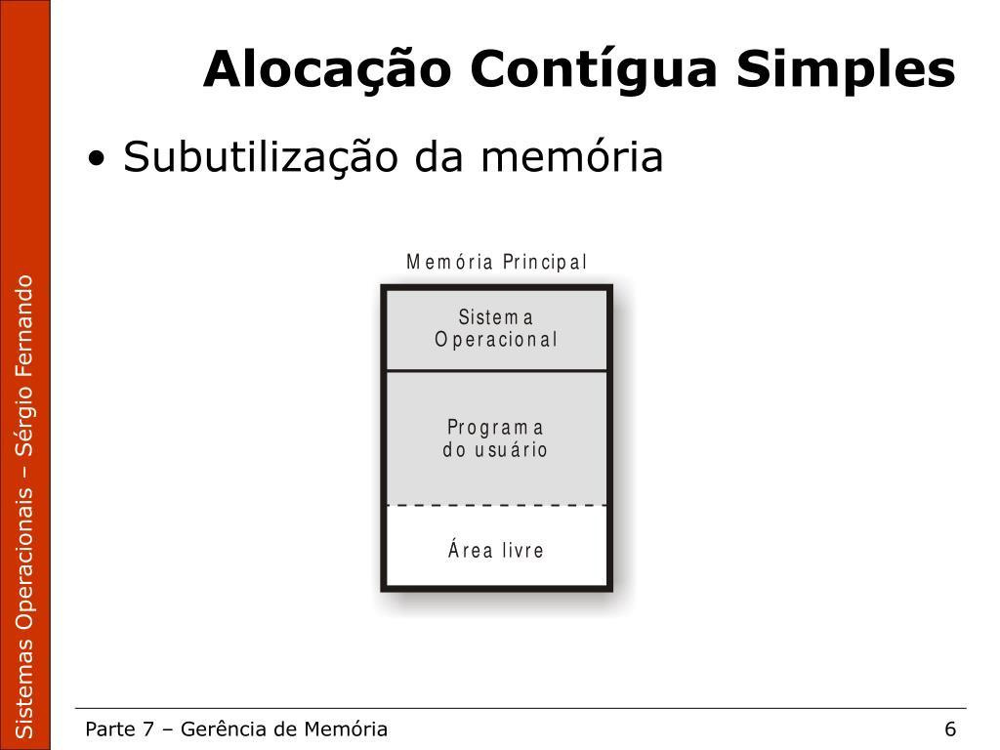 Alocação Contígua Simples
• Subutilização da memória
Memória Principal
Sistema
Operacional
Programa
do usuário
Área livre
Sistemas Operacionais – Sérgio Fernando
Parte 7 – Gerência de Memória
6